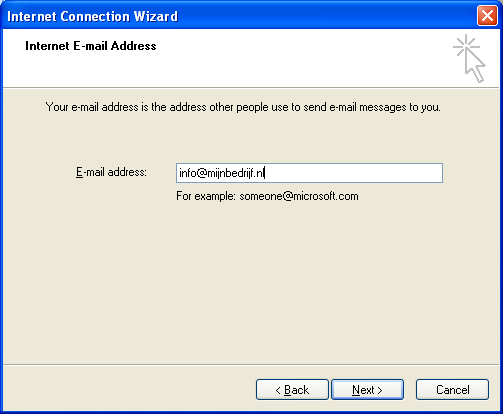 Internet Connection Wizard
Internet E-mail Address
Your e-mail address is the address other people use to send e-mail messages to you.
E-mail address: info@mijnbedrijf.nl
For example: someone@microsoft.com
< Back Next > Cancel